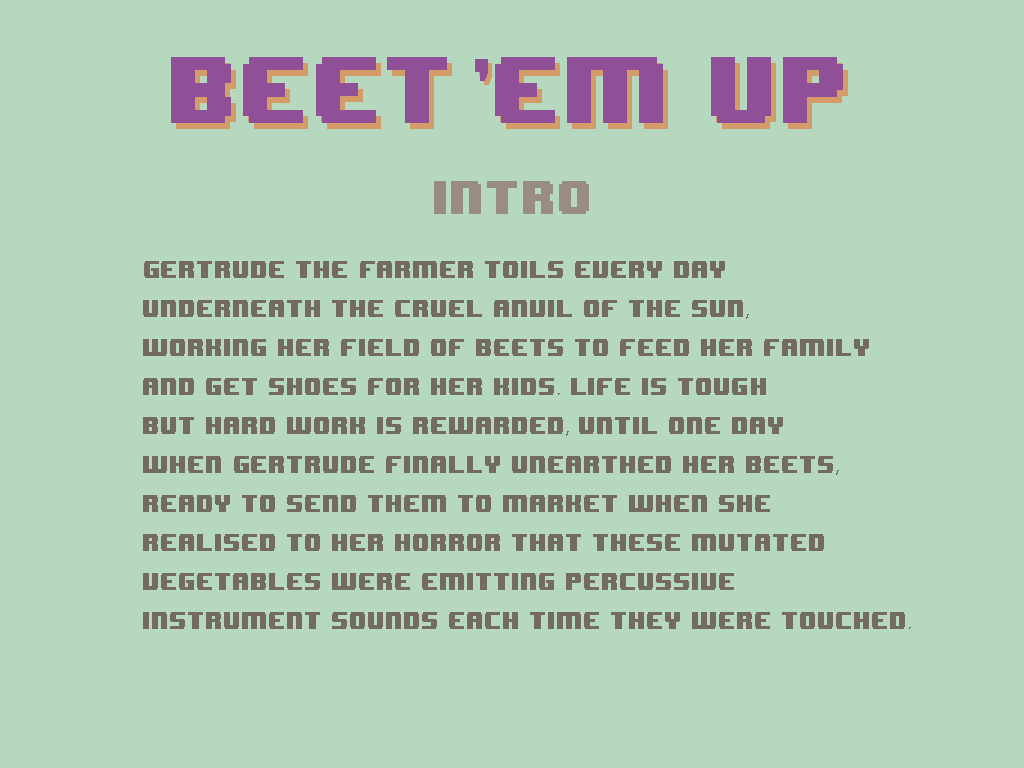 BEET 'EM UP
INTRO
GERTRUDE THE FARMER TOILS EVERY DAY
UNDERNEATH THE CRUEL ANVIL OF THE SUN,
WORKING HER FIELD OF BEETS TO FEED HER FAMILY
AND GET SHOES FOR HER KIDS. LIFE IS TOUGH
BUT HARD WORK IS REWARDED, UNTIL ONE DAY
WHEN GERTRUDE FINALLY UNEARTHED HER BEETS,
READY TO SEND THEM TO MARKET WHEN SHE
REALISED TO HER HORROR THAT THESE MUTATED
VEGETABLES WERE EMITTING PERCUSSIVE
INSTRUMENT SOUNDS EACH TIME THEY WERE TOUCHED.